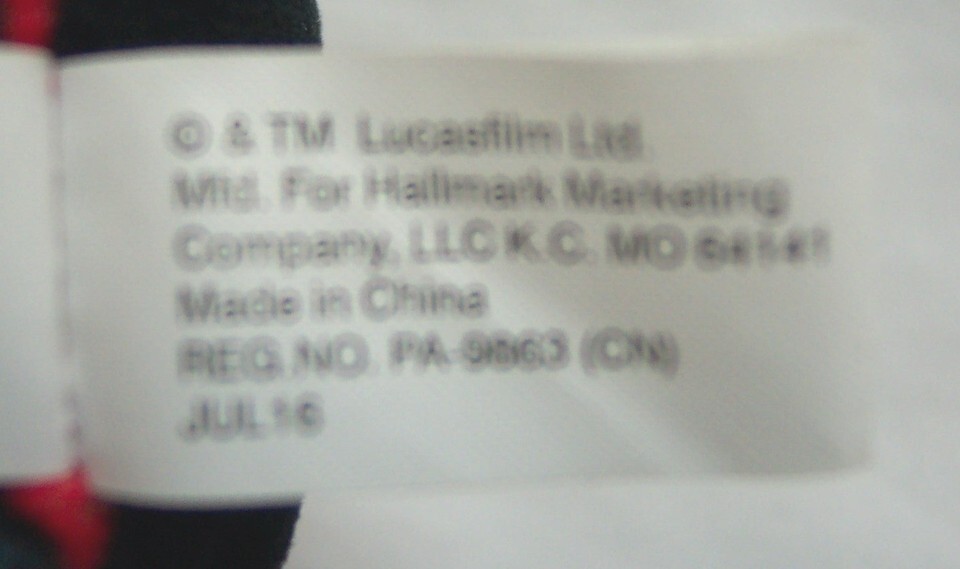 © & TM Lucasfilm Ltd.
Mfd. For Hallmark Marketing
Company, LLC K.C. MO 64141
Made in China
REG.NO. PA-9863 (CN)
JUL16